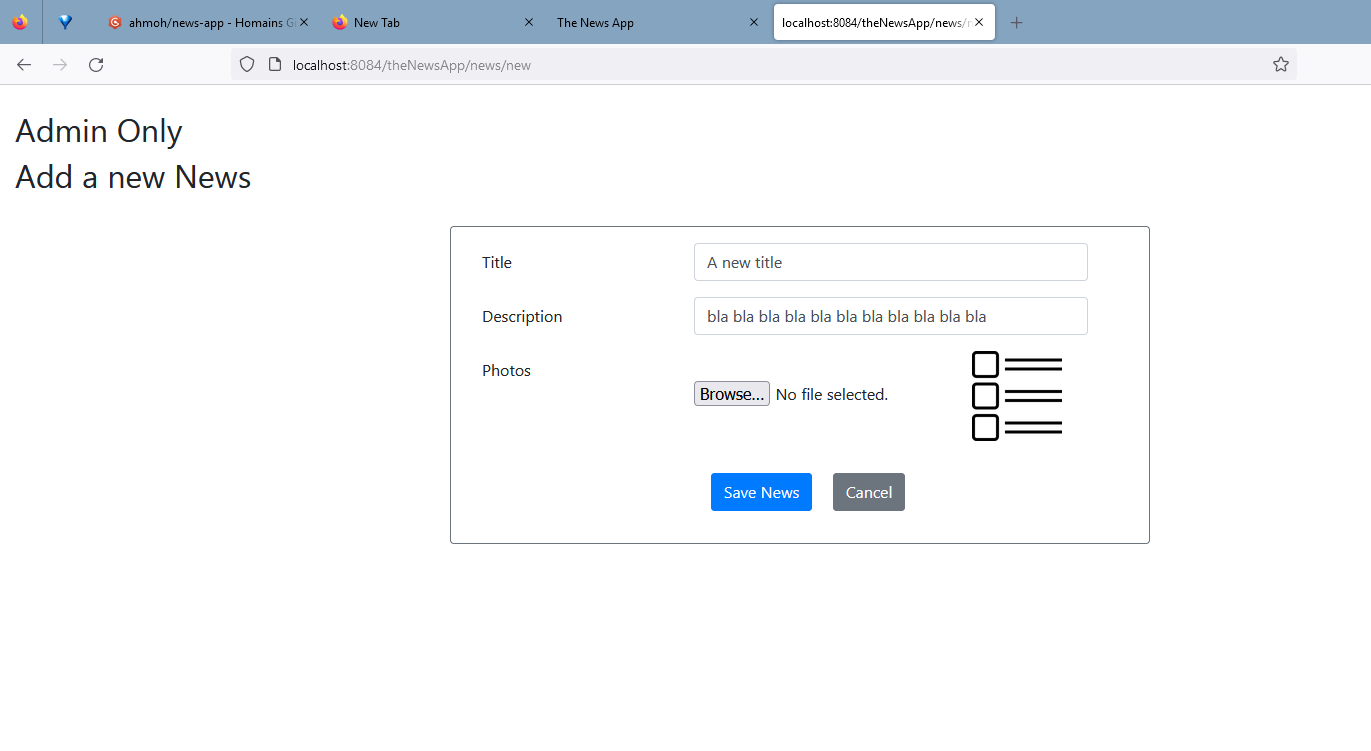 ahmoh/news-app - Homains G
New Tab
The News App
localhost:8084/theNewsApp/news/
localhost:8084/theNewsApp/news/new
Admin Only
Add a new News
Title
A new title
Description
bla bla bla bla bla bla bla bla bla bla bla
Photos
Browse... No file selected.
Save News
Cancel